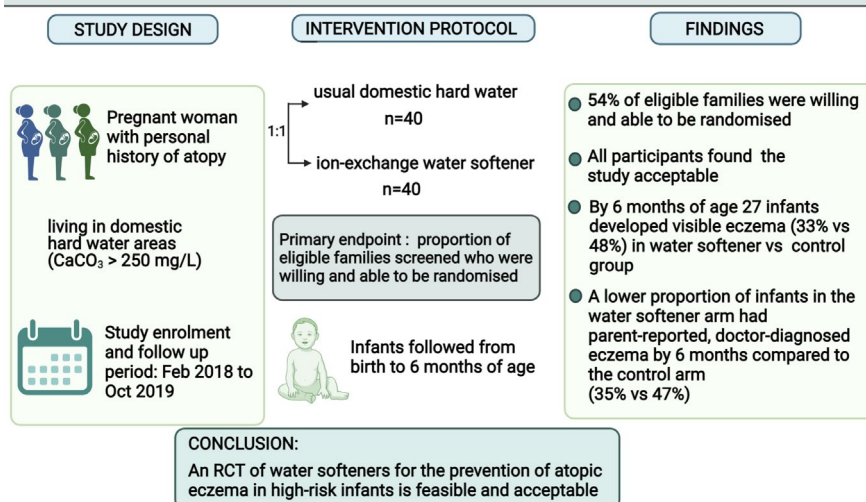 STUDY DESIGN
Pregnant woman
with personal
history of atopy
living in domestic
hard water areas
(CaCO₃ > 250 mg/L)
Study enrolment
and follow up
period: Feb 2018 to
Oct 2019
INTERVENTION PROTOCOL
usual domestic hard water
n=40
1:1
ion-exchange water softener
n=40
Primary endpoint : proportion of
eligible families screened who were
willing and able to be randomised
Infants followed from
birth to 6 months of age
FINDINGS
54% of eligible families were willing
and able to be randomised
All participants found the
study acceptable
By 6 months of age 27 infants
developed visible eczema (33% vs
48%) in water softener vs control
group
A lower proportion of infants in the
water softener arm had
parent-reported, doctor-diagnosed
eczema by 6 months compared to
the control arm
(35% vs 47%)
CONCLUSION:
An RCT of water softeners for the prevention of atopic
eczema in high-risk infants is feasible and acceptable